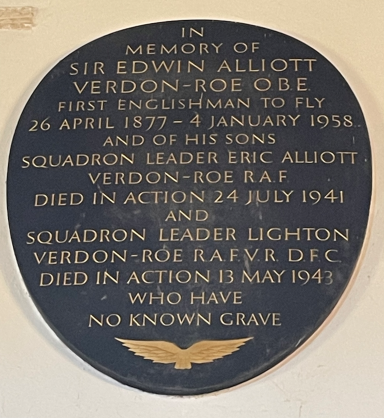 IN
MEMORY OF
SIR EDWIN ALLIOTT
VERDON-ROE O.B.E.
FIRST ENGLISHMAN TO FLY
26 APRIL 1877 – 4 JANUARY 1958
AND OF HIS SONS
SQUADRON LEADER ERIC ALLIOTT
VERDON-ROE R.A.F.
DIED IN ACTION 24 JULY 1941
AND
SQUADRON LEADER LIGHTON
VERDON-ROE R.A.F.V.R. D.F.C.
DIED IN ACTION 13 MAY 1943
WHO HAVE
NO KNOWN GRAVE